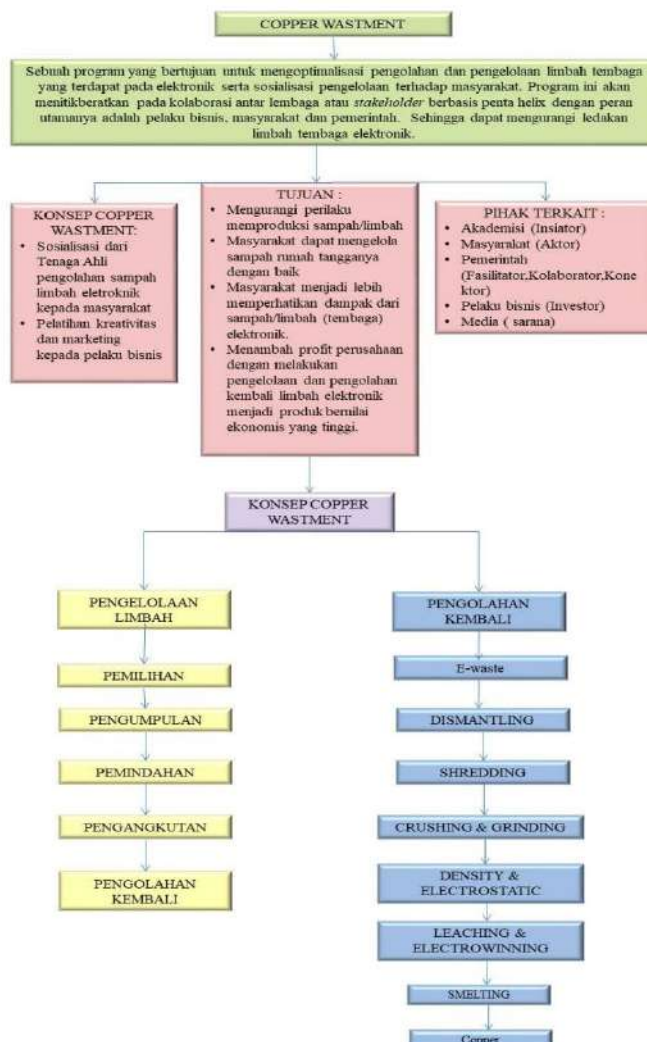 COPPER WASTMENT
Sebuah program yang bertujuan untuk mengoptimalisasi pengolahan dan pengelolaan limbah tembaga
yang terdapat pada elektronik serta sosialisasi pengelolaan terhadap masyarakat. Program ini akan
menitikberatkan pada kolaborasi antar lembaga atau stakeholder berbasis penta helix dengan peran
utamanya adalah pelaku bisnis, masyarakat dan pemerintah. Sehingga dapat mengurangi ledakan
limbah tembaga elektronik.
KONSEP COPPER
WASTMENT:
• Sosialisasi dari
Tenaga Ahli
pengolahan sampah
limbah eletroknik
kepada masyarakat
• Pelatihan kreativitas
dan marketing
kepada pelaku bisnis
TUJUAN :
• Mengurangi perilaku
memproduksi sampah/limbah
• Masyarakat dapat mengelola
sampah rumah tangganya
dengan baik
• Masyarakat menjadi lebih
memperhatikan dampak dari
sampah/limbah (tembaga)
elektronik.
• Menambah profit perusahaan
dengan melakukan
pengelolaan dan pengolahan
kembali limbah elektronik
menjadi produk bernilai
ekonomis yang tinggi.
PIHAK TERKAIT :
• Akademisi (Insiator)
• Masyarakat (Aktor)
• Pemerintah
(Fasilitator,Kolaborator,Kone
ktor)
• Pelaku bisnis (Investor)
• Media ( sarana)
KONSEP COPPER
WASTMENT
PENGELOLAAN
LIMBAH
PEMILIHAN
PENGUMPULAN
PEMINDAHAN
PENGANGKUTAN
PENGOLAHAN
KEMBALI
PENGOLAHAN
KEMBALI
E-waste
DISMANTLING
SHREDDING
CRUSHING & GRINDING
DENSITY &
ELECTROSTATIC
LEACHING &
ELECTROWINNING
SMELTING
Copper